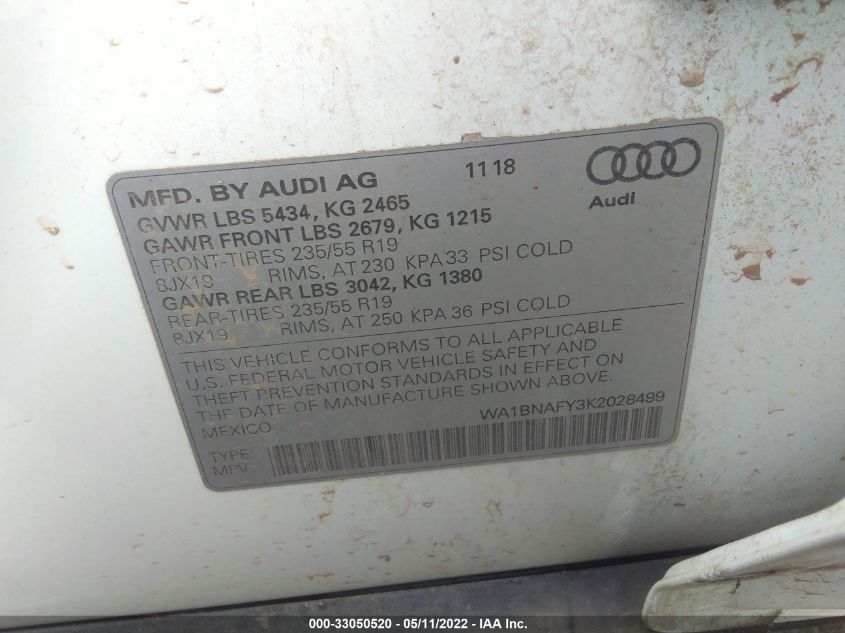 MFD. BY AUDI AG 11 18
Audi
GVWR LBS 5434, KG 2465
GAWR FRONT LBS 2679, KG 1215
FRONT-TIRES 235/55 R19
8JX19 RIMS, AT 230 KPA 33 PSI COLD
GAWR REAR LBS 3042, KG 1380
REAR-TIRES 235/55 R19
8JX19 RIMS, AT 250 KPA 36 PSI COLD
THIS VEHICLE CONFORMS TO ALL APPLICABLE
U.S. FEDERAL MOTOR VEHICLE SAFETY AND
THEFT PREVENTION STANDARDS IN EFFECT ON
THE DATE OF MANUFACTURE SHOWN ABOVE.
MEXICO WA1BNAFY3K2028499
TYPE:
MPV
000-33050520 - 05/11/2022 - IAA Inc.